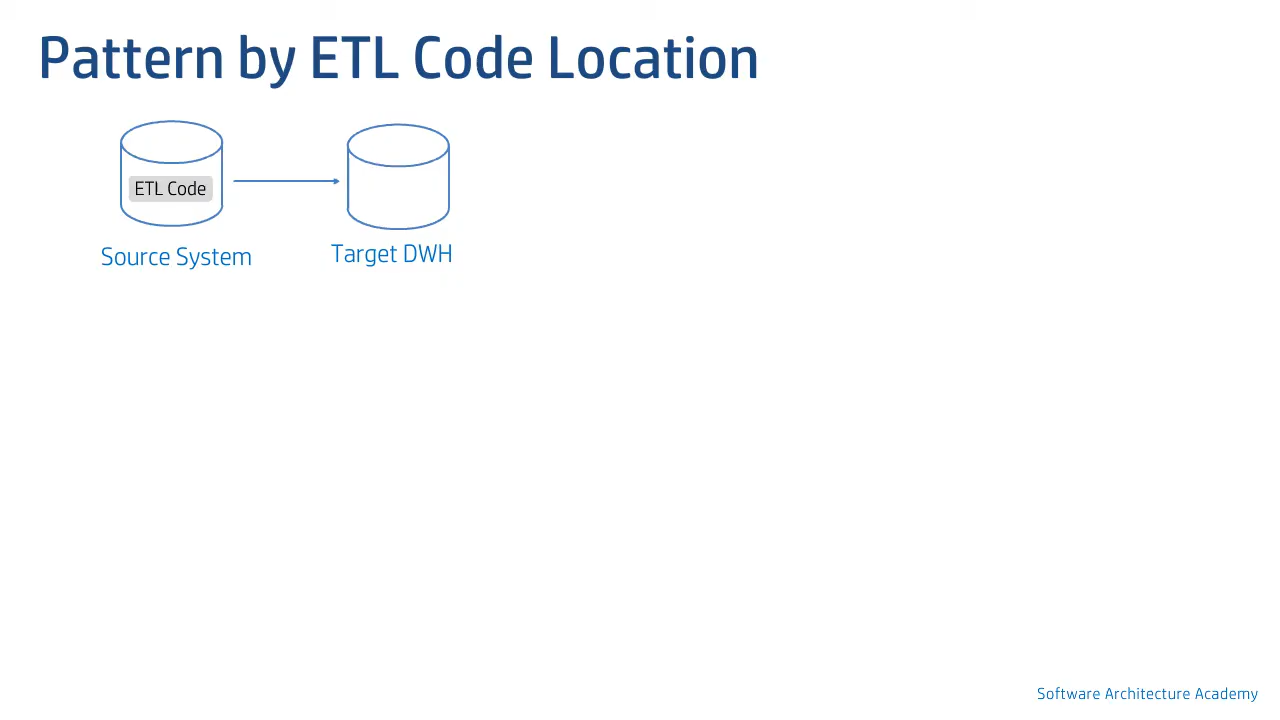 Pattern by ETL Code Location
ETL Code
Source System
Target DWH
Software Architecture Academy